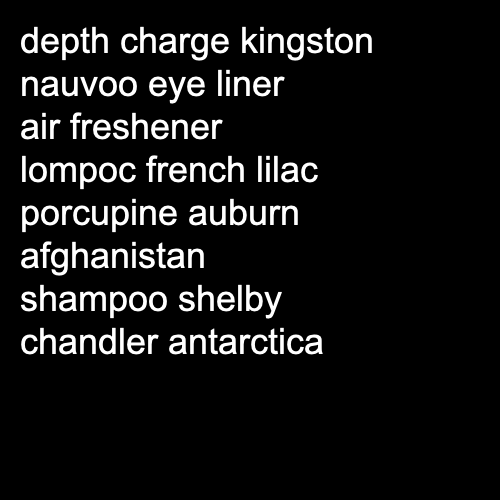 depth charge kingston
nauvoo eye liner
air freshener
lompoc french lilac
porcupine auburn
afghanistan
shampoo shelby
chandler antarctica